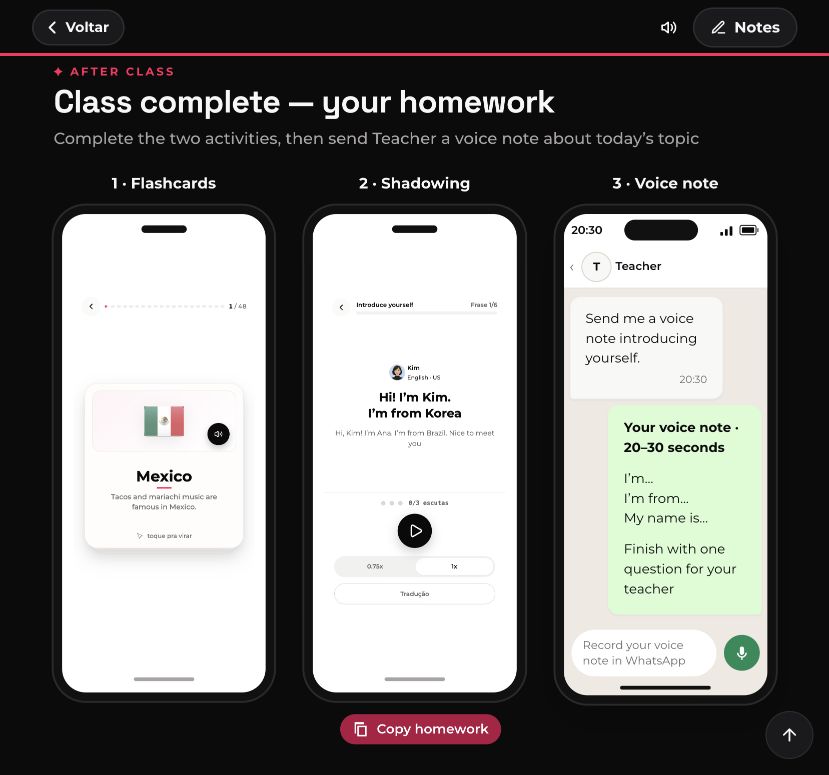 Voltar
Notes
✦ AFTER CLASS
Class complete — your homework
Complete the two activities, then send Teacher a voice note about today's topic
1 · Flashcards
1 / 48
Mexico
Tacos and mariachi music are
famous in Mexico.
toque pra virar
2 · Shadowing
Introduce yourself
Frase 1/6
Kim
English · US
Hi! I'm Kim.
I'm from Korea
Hi, Kim! I'm Ana. I'm from Brazil. Nice to meet
you
0/3 escutas
0.75x
1x
Tradução
3 · Voice note
20:30
T
Teacher
Send me a voice
note introducing
yourself.
20:30
Your voice note ·
20–30 seconds
I'm...
I'm from...
My name is...
Finish with one
question for your
teacher
Record your voice
note in WhatsApp
Copy homework